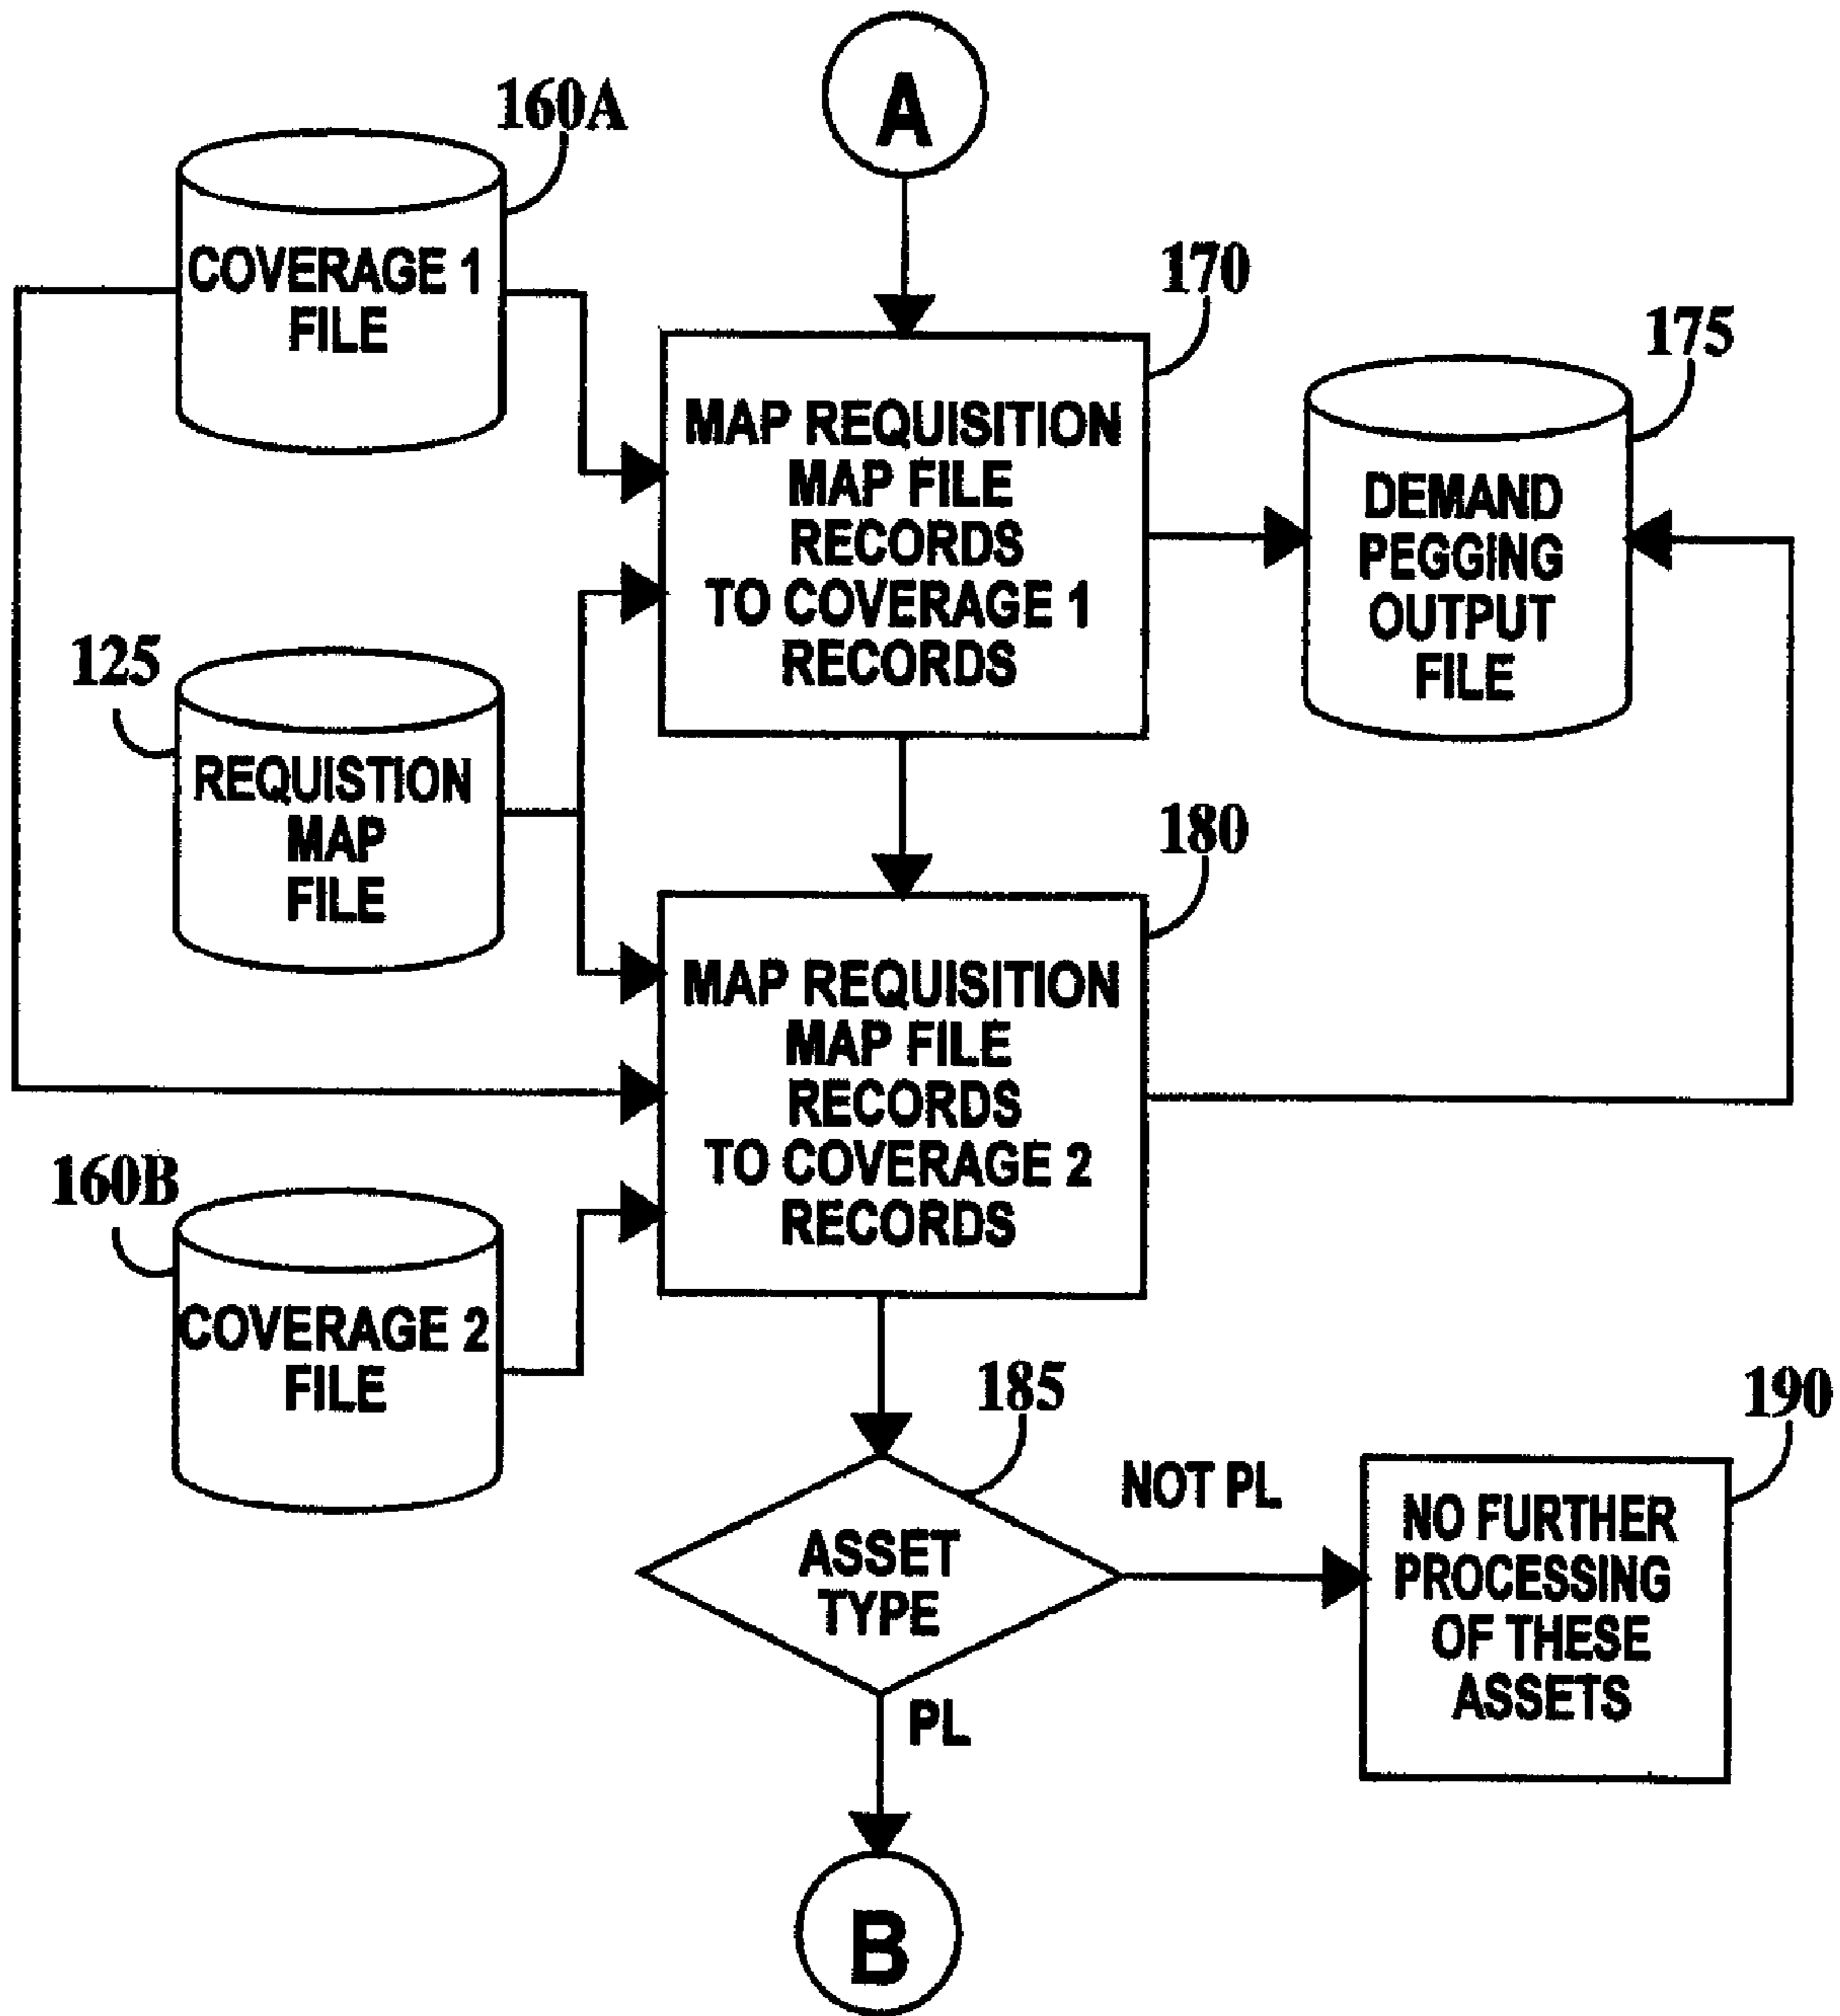 A
160A
COVERAGE 1
FILE
170
MAP REQUISITION
MAP FILE
RECORDS
TO COVERAGE 1
RECORDS
175
DEMAND
PEGGING
OUTPUT
FILE
125
REQUISTION
MAP
FILE
180
MAP REQUISITION
MAP FILE
RECORDS
TO COVERAGE 2
RECORDS
160B
COVERAGE 2
FILE
185
ASSET
TYPE
NOT PL
190
NO FURTHER
PROCESSING
OF THESE
ASSETS
PL
B